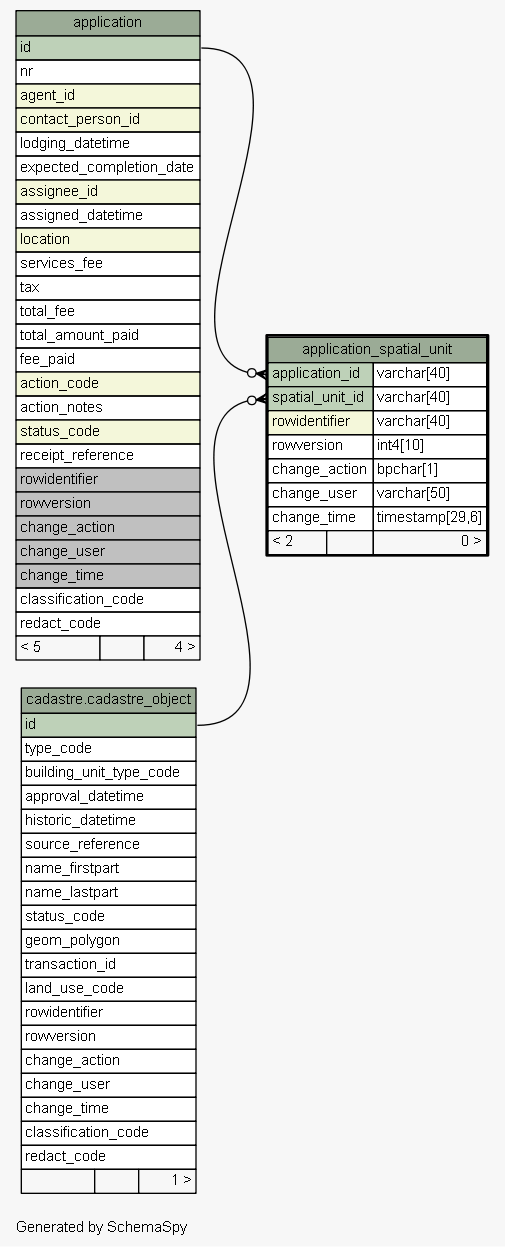 application
id
nr
agent_id
contact_person_id
lodging_datetime
expected_completion_date
assignee_id
assigned_datetime
location
services_fee
tax
total_fee
total_amount_paid
fee_paid
action_code
action_notes
status_code
receipt_reference
rowidentifier
rowversion
change_action
change_user
change_time
classification_code
redact_code
< 5 4 >
application_spatial_unit
application_id varchar[40]
spatial_unit_id varchar[40]
rowidentifier varchar[40]
rowversion int4[10]
change_action bpchar[1]
change_user varchar[50]
change_time timestamp[29,6]
< 2 0 >
cadastre.cadastre_object
id
type_code
building_unit_type_code
approval_datetime
historic_datetime
source_reference
name_firstpart
name_lastpart
status_code
geom_polygon
transaction_id
land_use_code
rowidentifier
rowversion
change_action
change_user
change_time
classification_code
redact_code
1 >
Generated by SchemaSpy